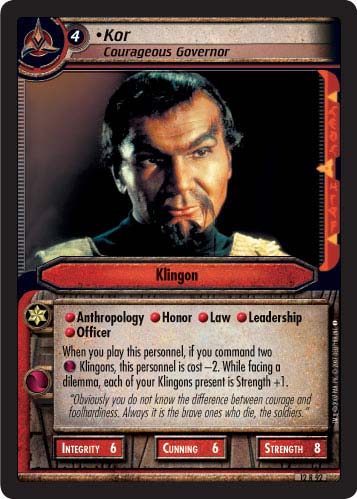 4 •Kor
Courageous Governor
Klingon
Anthropology Honor Law Leadership
Officer
When you play this personnel, if you command two
Klingons, this personnel is cost –2. While facing a
dilemma, each of your Klingons present is Strength +1.
"Obviously you do not know the difference between courage and
foolhardiness. Always it is the brave ones who die, the soldiers."
Integrity 6 Cunning 6 Strength 8
12 R 92